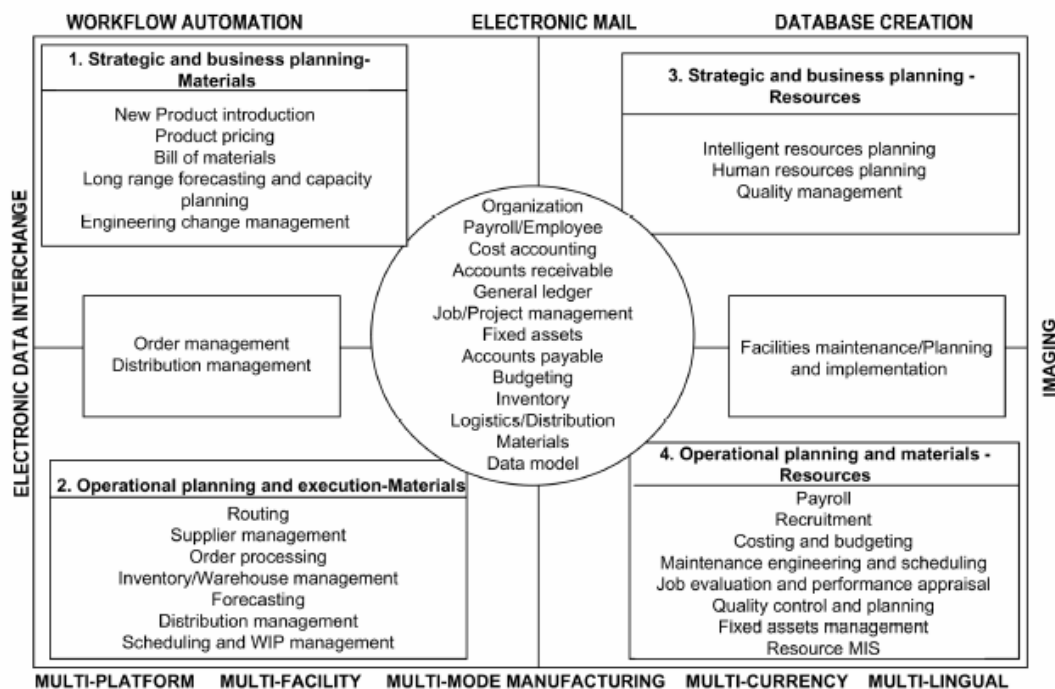 WORKFLOW AUTOMATION
ELECTRONIC MAIL
DATABASE CREATION
ELECTRONIC DATA INTERCHANGE
1. Strategic and business planning-
Materials
New Product introduction
Product pricing
Bill of materials
Long range forecasting and capacity
planning
Engineering change management
3. Strategic and business planning -
Resources
Intelligent resources planning
Human resources planning
Quality management
Organization
Payroll/Employee
Cost accounting
Accounts receivable
General ledger
Job/Project management
Fixed assets
Accounts payable
Budgeting
Inventory
Logistics/Distribution
Materials
Data model
Order management
Distribution management
Facilities maintenance/Planning
and implementation
IMAGING
2. Operational planning and execution-Materials
Routing
Supplier management
Order processing
Inventory/Warehouse management
Forecasting
Distribution management
Scheduling and WIP management
4. Operational planning and materials -
Resources
Payroll
Recruitment
Costing and budgeting
Maintenance engineering and scheduling
Job evaluation and performance appraisal
Quality control and planning
Fixed assets management
Resource MIS
MULTI-PLATFORM
MULTI-FACILITY
MULTI-MODE MANUFACTURING
MULTI-CURRENCY
MULTI-LINGUAL